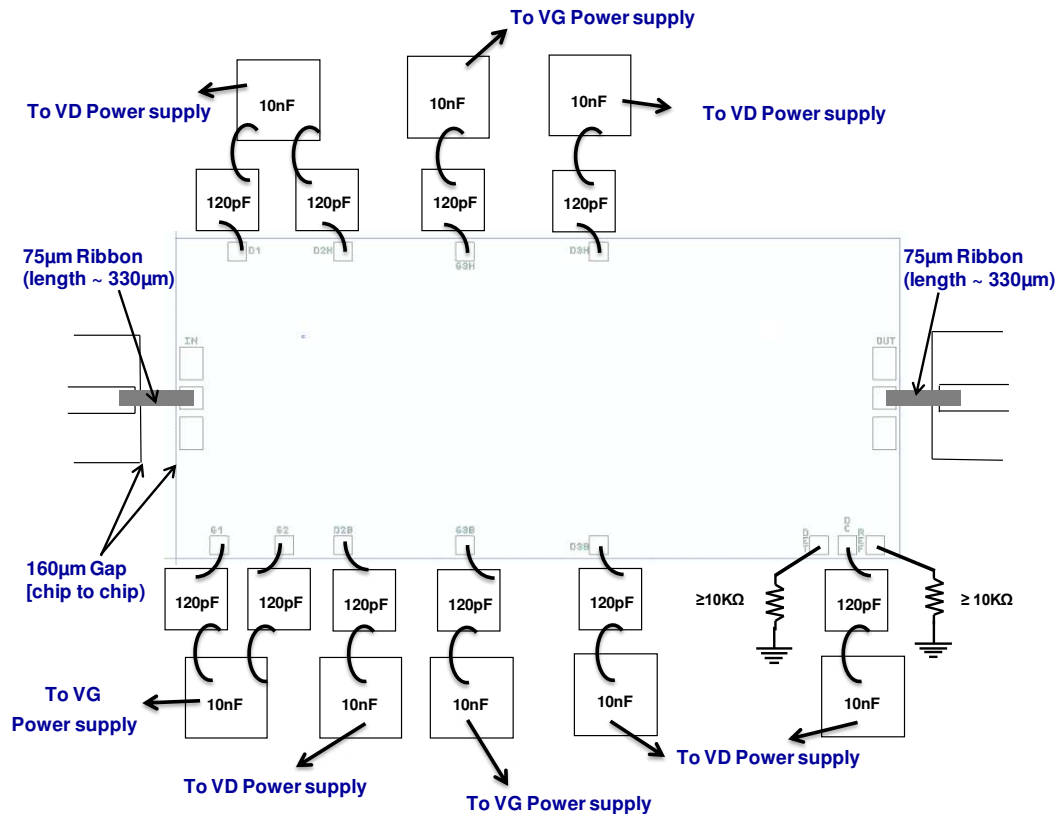 To VG Power supply
10nF
10nF
10nF
To VD Power supply
To VD Power supply
120pF
120pF
120pF
120pF
D1
D2H
G3H
D3H
75µm Ribbon
(length ~ 330µm)
75µm Ribbon
(length ~ 330µm)
IN
OUT
G1
G2
D2B
G3B
D3B
DC
REF
160µm Gap
[chip to chip)
120pF
120pF
120pF
120pF
120pF
120pF
≥10KΩ
≥ 10KΩ
To VG
Power supply
10nF
10nF
10nF
10nF
10nF
To VD Power supply
To VG Power supply
To VD Power supply